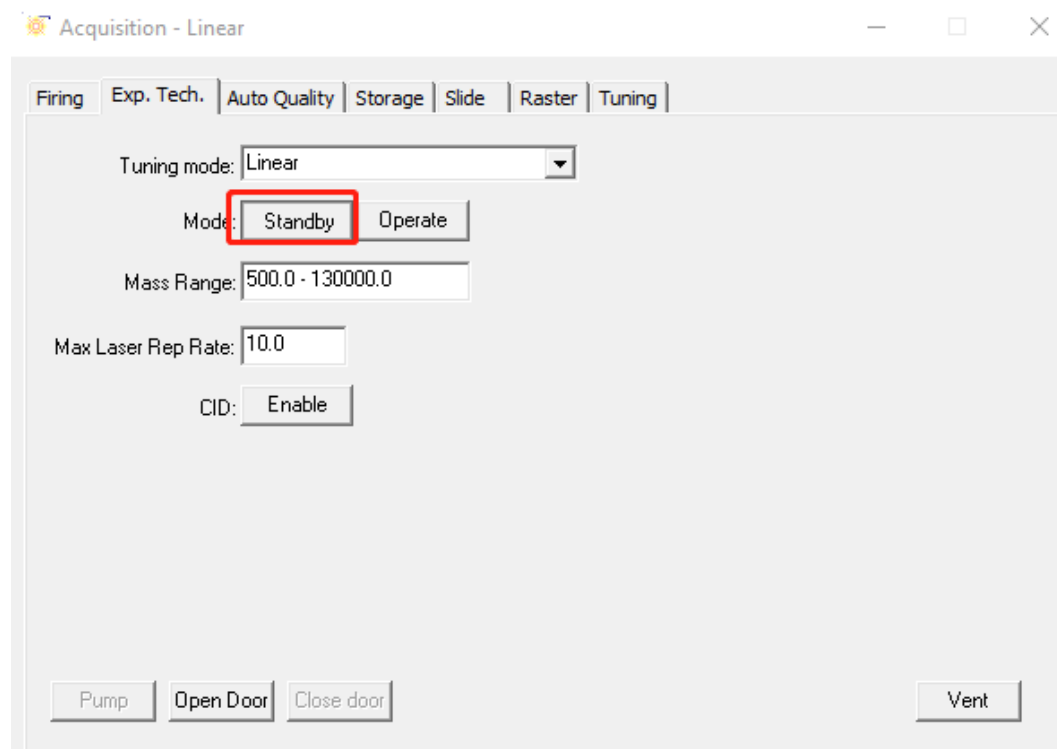 Acquisition - Linear
Firing Exp. Tech. Auto Quality Storage Slide Raster Tuning
Tuning mode: Linear
Mode: Standby Operate
Mass Range: 500.0 - 130000.0
Max Laser Rep Rate: 10.0
CID: Enable
Pump Open Door Close door Vent